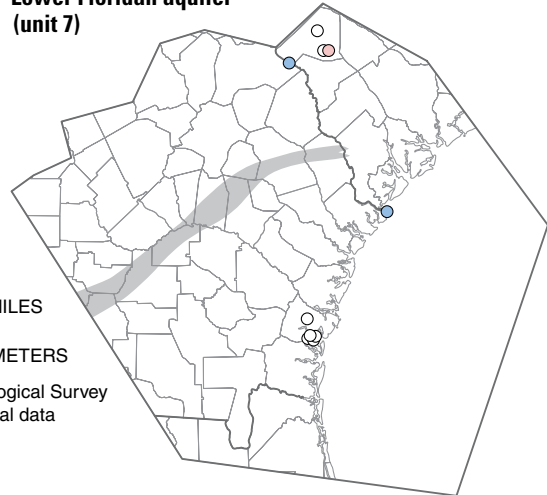 Lower Floridan aquifer
(unit 7)
MILES
METERS
ogical Survey
al data